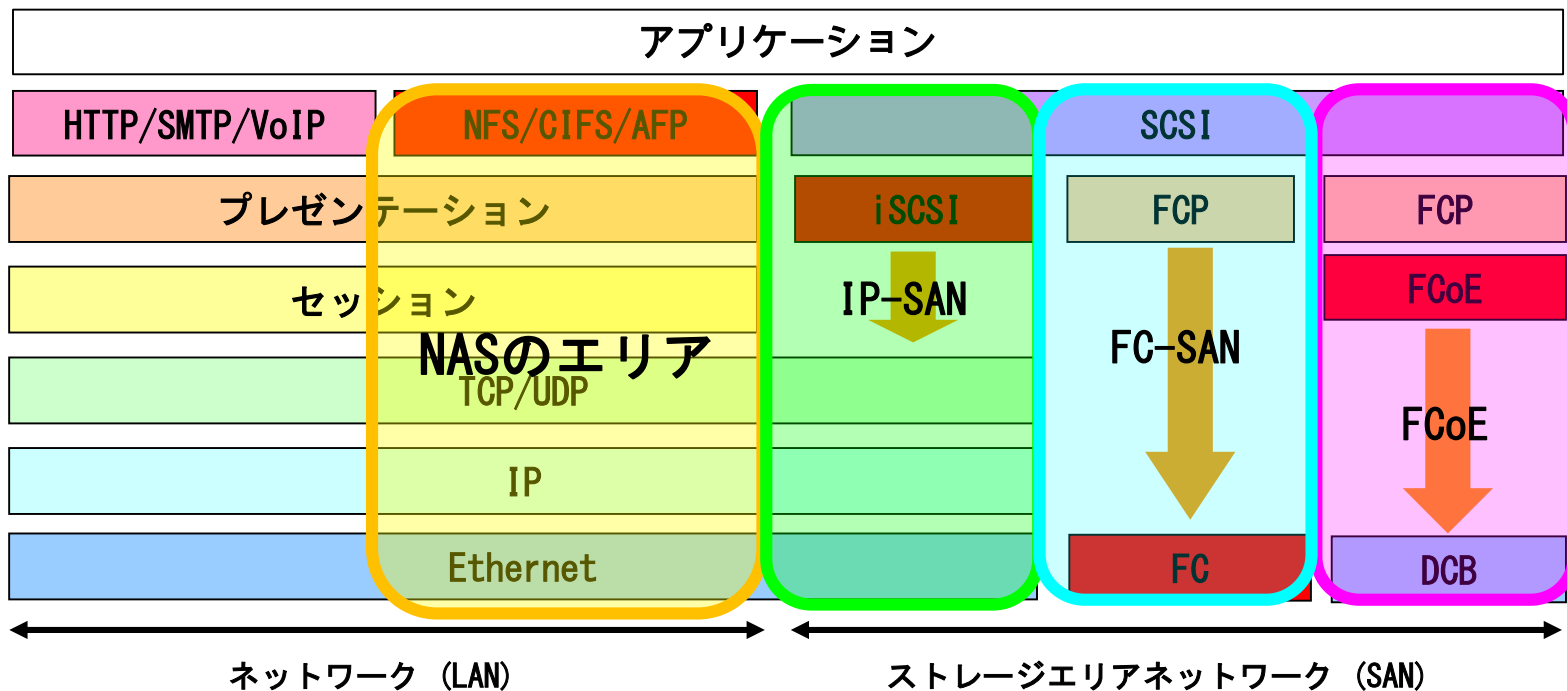 アプリケーション
HTTP/SMTP/VoIP
NFS/CIFS/AFP
SCSI
プレゼンテーション
iSCSI
FCP
FCP
セッション
IP-SAN
FCoE
NASのエリア
FC-SAN
TCP/UDP
FCoE
IP
Ethernet
FC
DCB
ネットワーク (LAN)
ストレージエリアネットワーク (SAN)